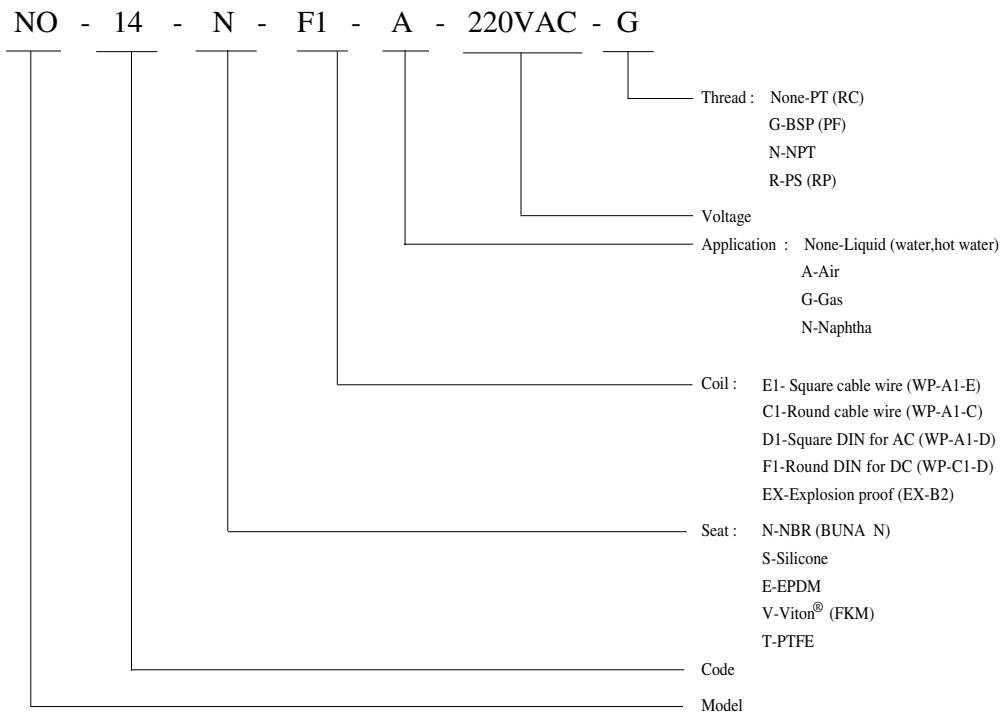 NO - 14 - N - F1 - A - 220VAC - G
Thread : None-PT (RC)
G-BSP (PF)
N-NPT
R-PS (RP)
Voltage
Application : None-Liquid (water,hot water)
A-Air
G-Gas
N-Naphtha
Coil : E1- Square cable wire (WP-A1-E)
C1-Round cable wire (WP-A1-C)
D1-Square DIN for AC (WP-A1-D)
F1-Round DIN for DC (WP-C1-D)
EX-Explosion proof (EX-B2)
Seat : N-NBR (BUNA N)
S-Silicone
E-EPDM
V-Viton® (FKM)
T-PTFE
Code
Model